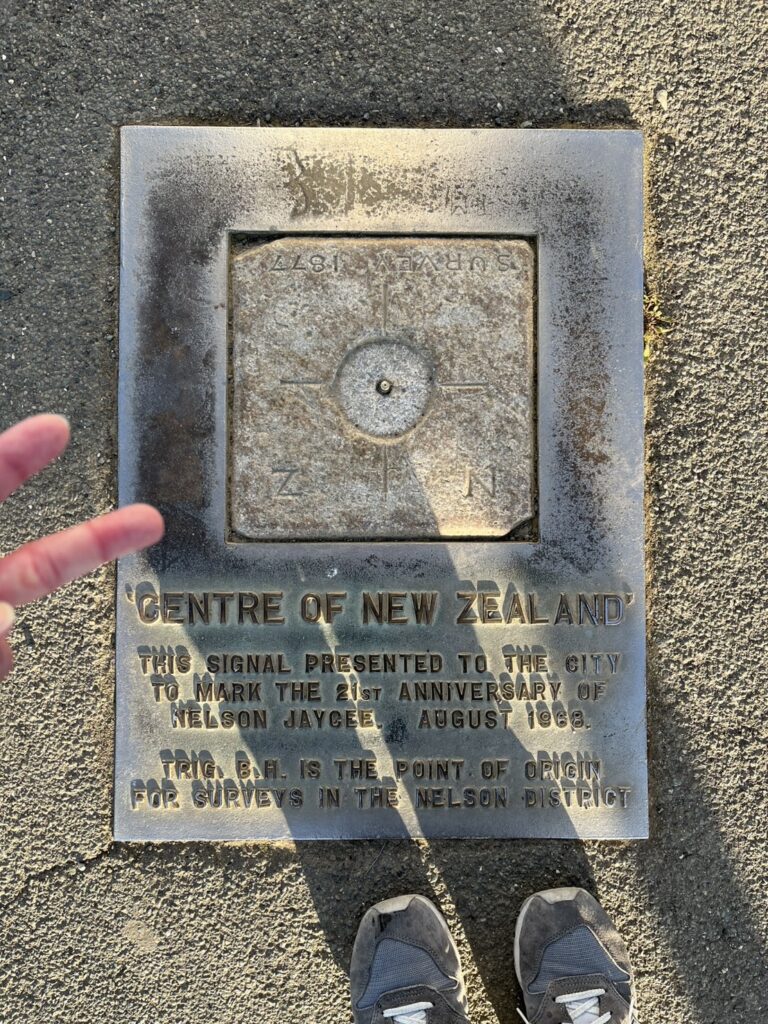 SURVEY 1877
N Z
'CENTRE OF NEW ZEALAND'
THIS SIGNAL PRESENTED TO THE CITY
TO MARK THE 21ST ANNIVERSARY OF
NELSON JAYCEE. AUGUST 1968.
TRIG. B.H. IS THE POINT OF ORIGIN
FOR SURVEYS IN THE NELSON DISTRICT